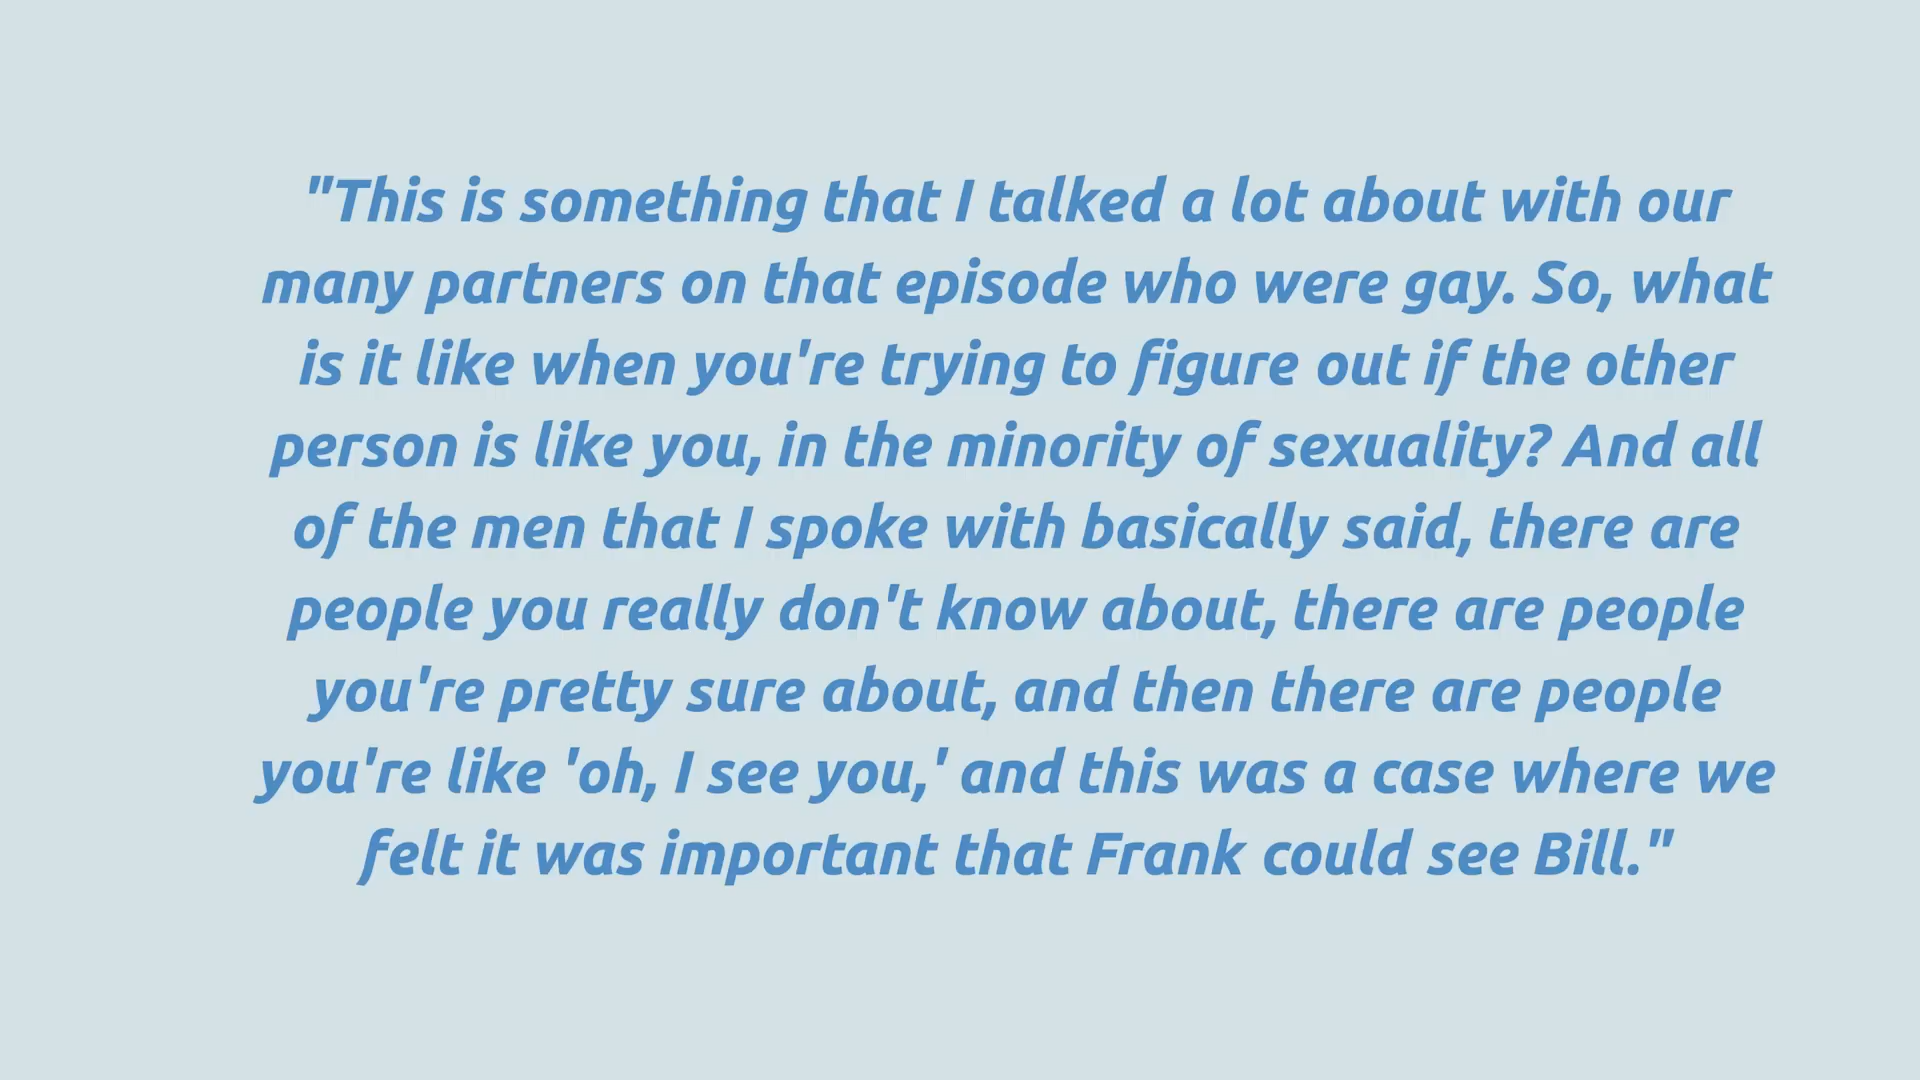 "This is something that I talked a lot about with our
many partners on that episode who were gay. So, what
is it like when you're trying to figure out if the other
person is like you, in the minority of sexuality? And all
of the men that I spoke with basically said, there are
people you really don't know about, there are people
you're pretty sure about, and then there are people
you're like 'oh, I see you,' and this was a case where we
felt it was important that Frank could see Bill."